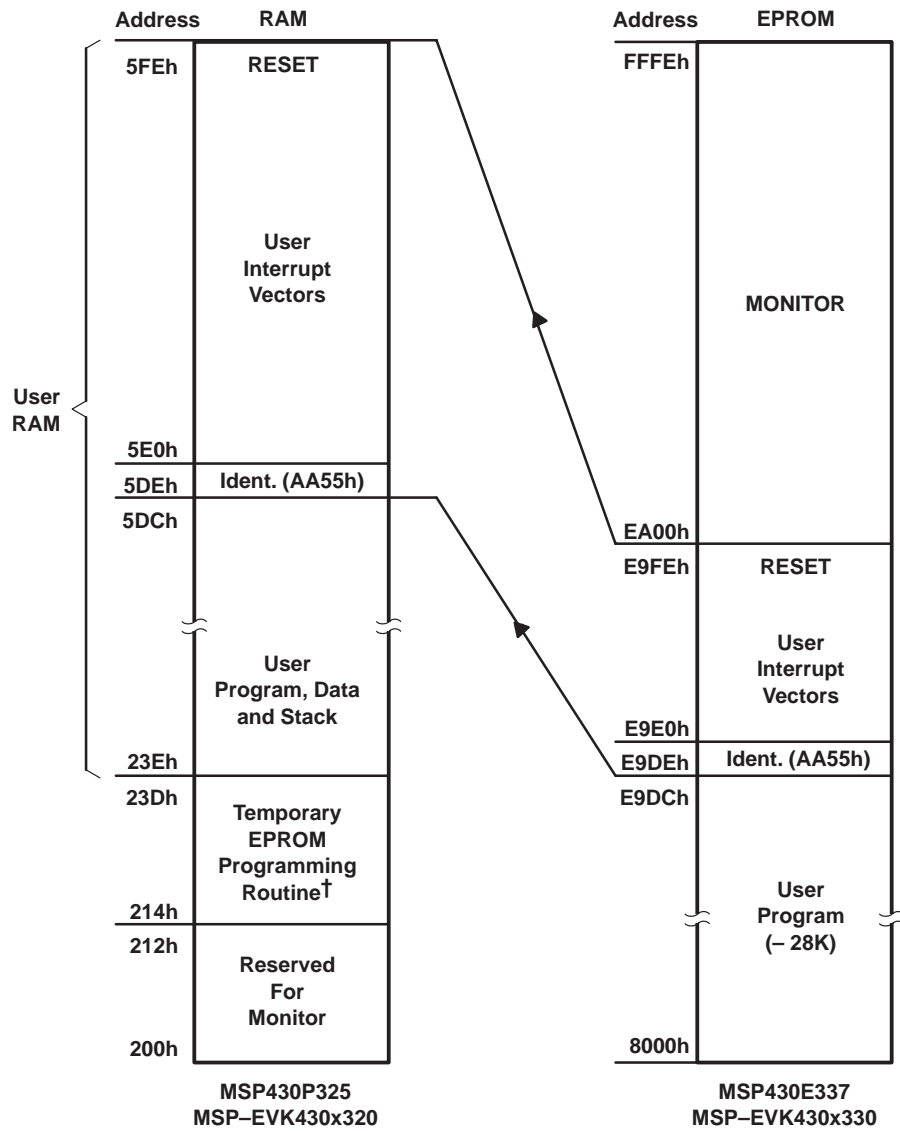 Address RAM
5FEh
RESET
User
Interrupt
Vectors
User
RAM
5E0h
5DEh
Ident. (AA55h)
5DCh
User
Program, Data
and Stack
23Eh
23Dh
Temporary
EPROM
Programming
Routine†
214h
212h
Reserved
For
Monitor
200h
MSP430P325
MSP–EVK430x320
Address EPROM
FFFEh
MONITOR
EA00h
E9FEh
RESET
User
Interrupt
Vectors
E9E0h
E9DEh
Ident. (AA55h)
E9DCh
User
Program
(– 28K)
8000h
MSP430E337
MSP–EVK430x330